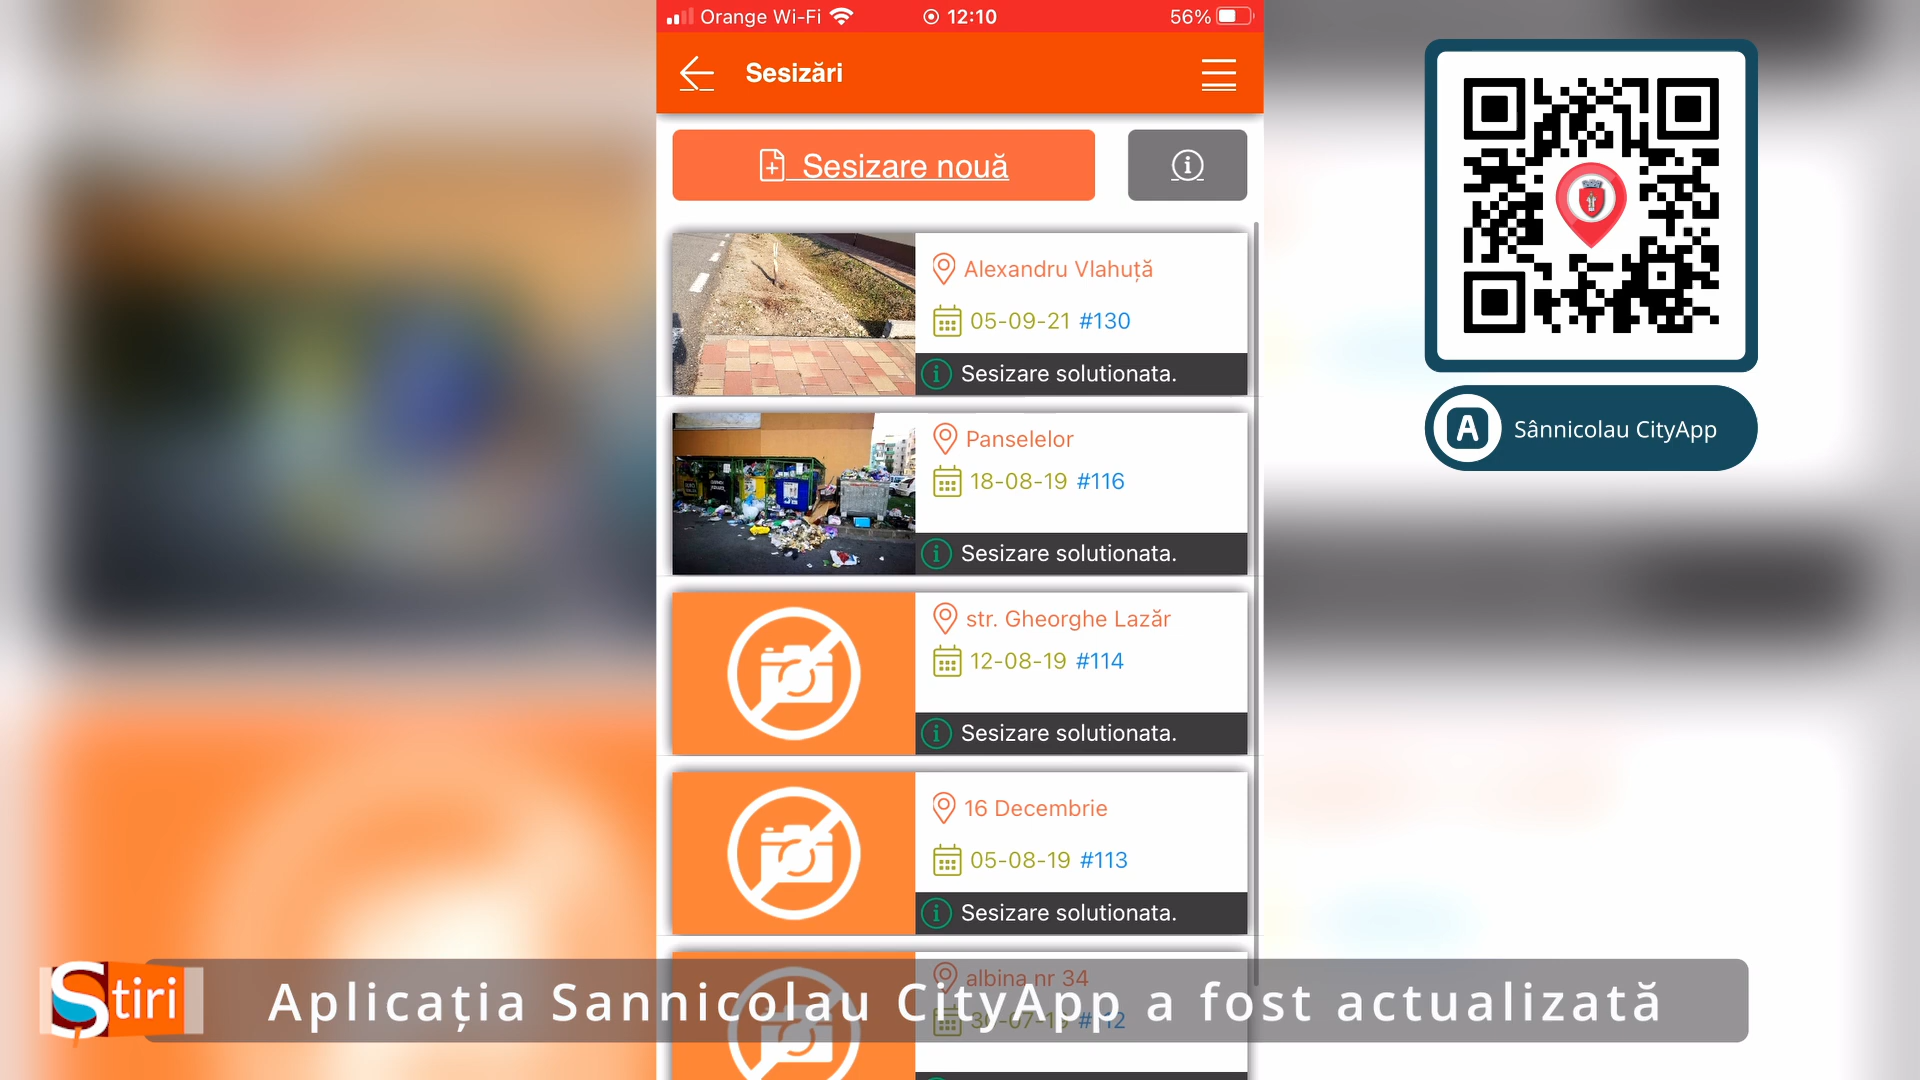 Orange Wi-Fi 12:10 56%
Sesizări
Sesizare nouă
Alexandru Vlahuță
05-09-21 #130
Sesizare solutionata.
Panselelor
18-08-19 #116
Sesizare solutionata.
str. Gheorghe Lazăr
12-08-19 #114
Sesizare solutionata.
16 Decembrie
05-08-19 #113
Sesizare solutionata.
albina nr 34
Sânnicolau CityApp
Știri
Aplicația Sannicolau CityApp a fost actualizată